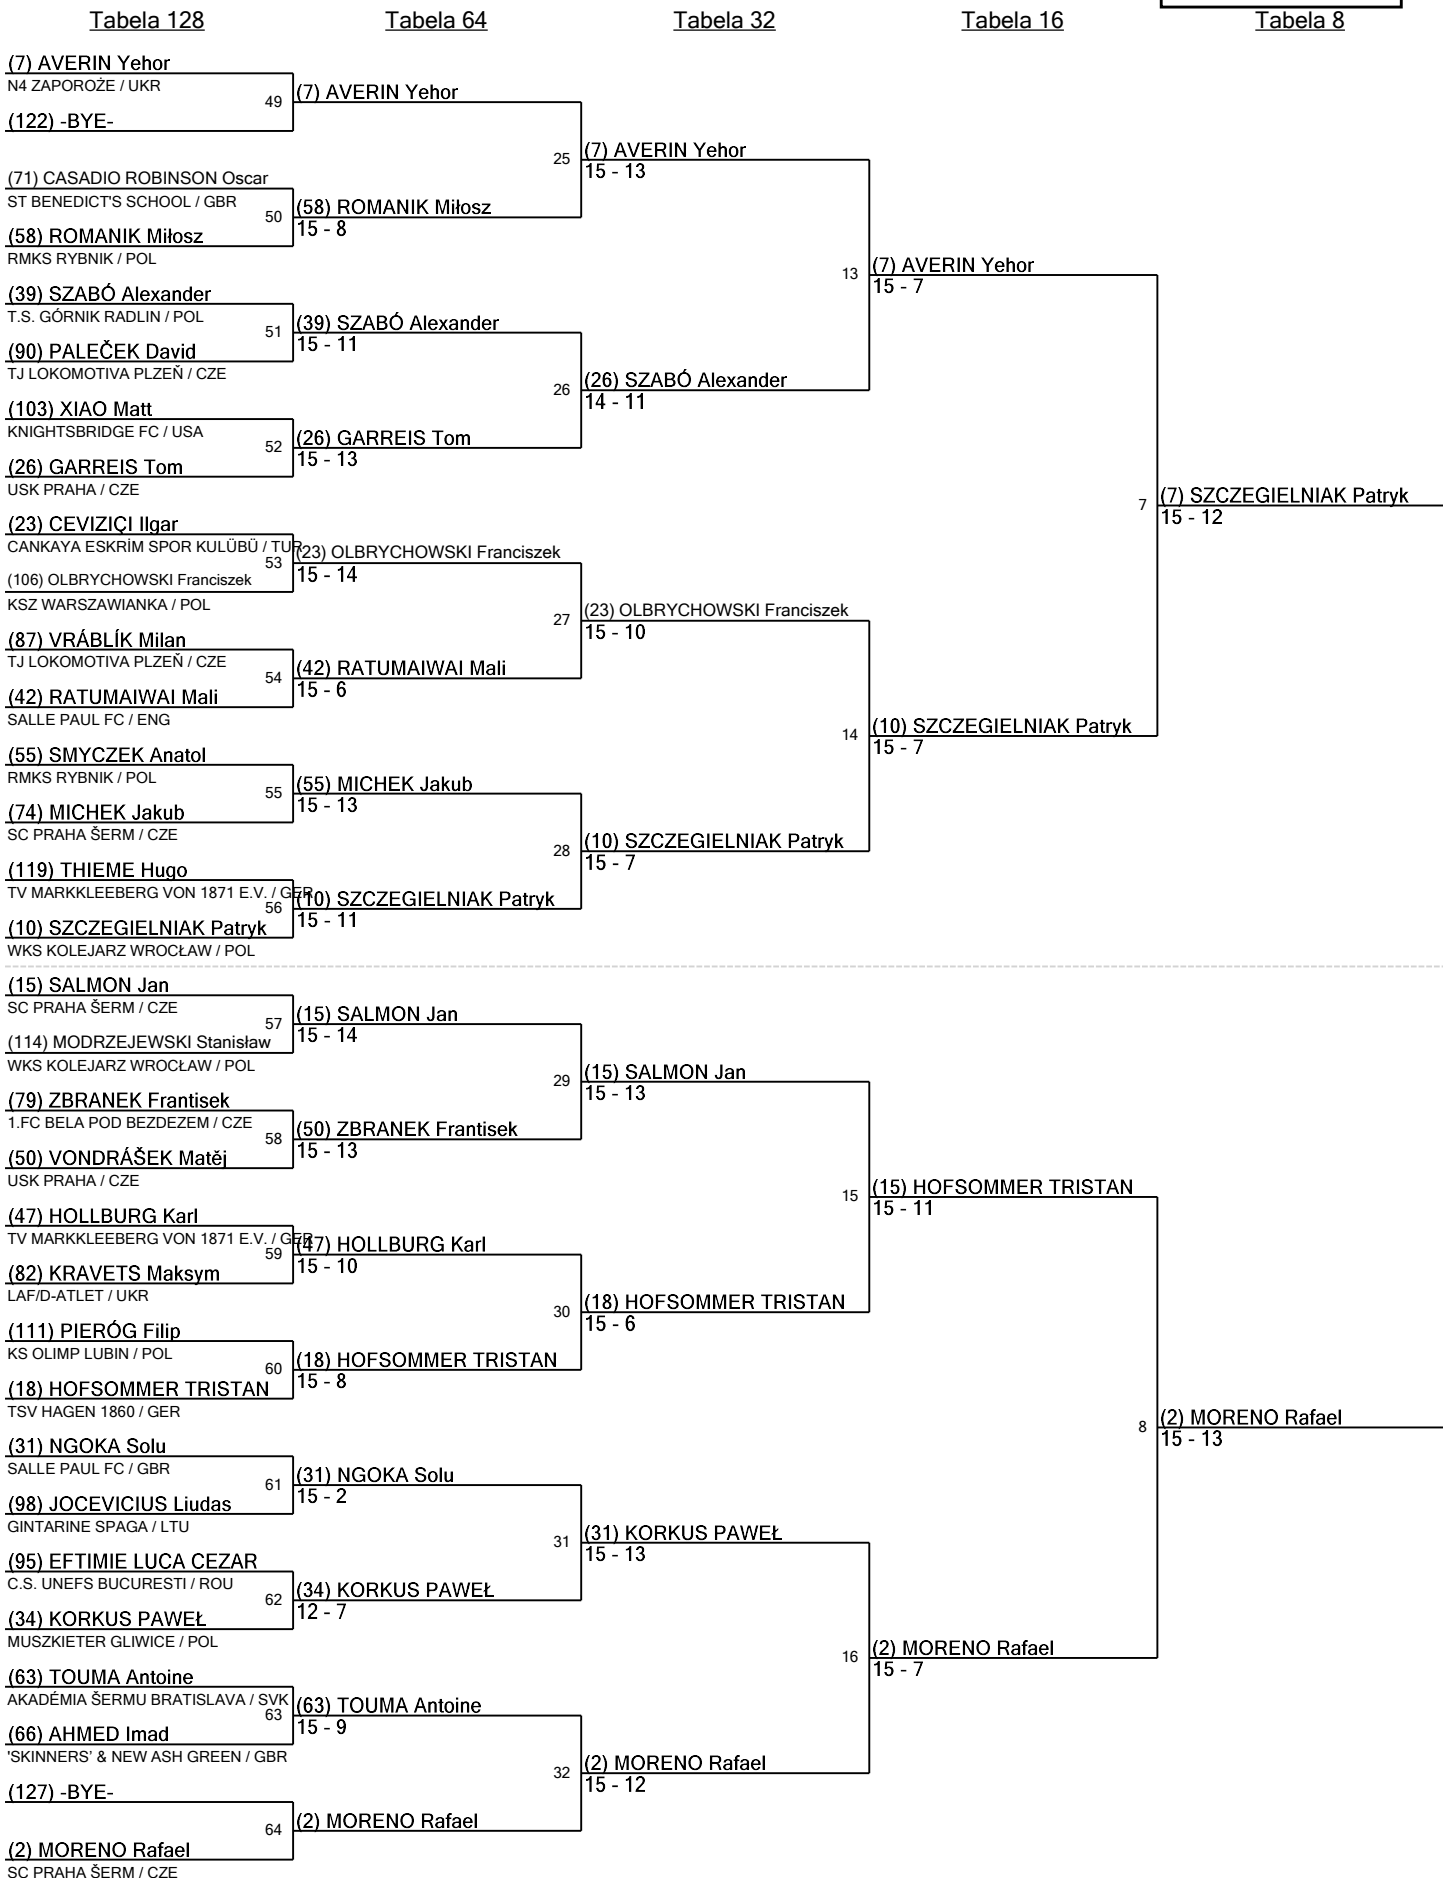 Tabela 128
Tabela 64
Tabela 32
Tabela 16
Tabela 8
(7) AVERIN Yehor
N4 ZAPOROŻE / UKR
49
(122) -BYE-
(71) CASADIO ROBINSON Oscar
ST BENEDICT'S SCHOOL / GBR
50
(58) ROMANIK Miłosz
RMKS RYBNIK / POL
(39) SZABÓ Alexander
T.S. GÓRNIK RADLIN / POL
51
(90) PALEČEK David
TJ LOKOMOTIVA PLZEŇ / CZE
(103) XIAO Matt
KNIGHTSBRIDGE FC / USA
52
(26) GARREIS Tom
USK PRAHA / CZE
(23) CEVIZIÇI Ilgar
CANKAYA ESKRİM SPOR KULÜBÜ / TUR
53
(106) OLBRYCHOWSKI Franciszek
KSZ WARSZAWIANKA / POL
(87) VRÁBLÍK Milan
TJ LOKOMOTIVA PLZEŇ / CZE
54
(42) RATUMAIWAI Mali
SALLE PAUL FC / ENG
(55) SMYCZEK Anatol
RMKS RYBNIK / POL
55
(74) MICHEK Jakub
SC PRAHA ŠERM / CZE
(119) THIEME Hugo
TV MARKKLEEBERG VON 1871 E.V. / GER
56
(10) SZCZEGIELNIAK Patryk
WKS KOLEJARZ WROCŁAW / POL
(15) SALMON Jan
SC PRAHA ŠERM / CZE
57
(114) MODRZEJEWSKI Stanisław
WKS KOLEJARZ WROCŁAW / POL
(79) ZBRANEK Frantisek
1.FC BELA POD BEZDEZEM / CZE
58
(50) VONDRÁŠEK Matěj
USK PRAHA / CZE
(47) HOLLBURG Karl
TV MARKKLEEBERG VON 1871 E.V. / GER
59
(82) KRAVETS Maksym
LAF/D-ATLET / UKR
(111) PIERÓG Filip
KS OLIMP LUBIN / POL
60
(18) HOFSOMMER TRISTAN
TSV HAGEN 1860 / GER
(31) NGOKA Solu
SALLE PAUL FC / GBR
61
(98) JOCEVICIUS Liudas
GINTARINE SPAGA / LTU
(95) EFTIMIE LUCA CEZAR
C.S. UNEFS BUCURESTI / ROU
62
(34) KORKUS PAWEŁ
MUSZKIETER GLIWICE / POL
(63) TOUMA Antoine
AKADÉMIA ŠERMU BRATISLAVA / SVK
63
(66) AHMED Imad
'SKINNERS' & NEW ASH GREEN / GBR
(127) -BYE-
64
(2) MORENO Rafael
SC PRAHA ŠERM / CZE
(7) AVERIN Yehor
25
(58) ROMANIK Miłosz
15 - 8
(39) SZABÓ Alexander
15 - 11
26
(26) GARREIS Tom
15 - 13
(23) OLBRYCHOWSKI Franciszek
15 - 14
27
(42) RATUMAIWAI Mali
15 - 6
(55) MICHEK Jakub
15 - 13
28
(10) SZCZEGIELNIAK Patryk
15 - 11
(15) SALMON Jan
15 - 14
29
(50) ZBRANEK Frantisek
15 - 13
(47) HOLLBURG Karl
15 - 10
30
(18) HOFSOMMER TRISTAN
15 - 8
(31) NGOKA Solu
15 - 2
31
(34) KORKUS PAWEŁ
12 - 7
(63) TOUMA Antoine
15 - 9
32
(2) MORENO Rafael
(7) AVERIN Yehor
15 - 13
13
(26) SZABÓ Alexander
14 - 11
(23) OLBRYCHOWSKI Franciszek
15 - 10
14
(10) SZCZEGIELNIAK Patryk
15 - 7
(15) SALMON Jan
15 - 13
15
(18) HOFSOMMER TRISTAN
15 - 6
(31) KORKUS PAWEŁ
15 - 13
16
(2) MORENO Rafael
15 - 12
(7) AVERIN Yehor
15 - 7
7
(10) SZCZEGIELNIAK Patryk
15 - 7
(15) HOFSOMMER TRISTAN
15 - 11
8
(2) MORENO Rafael
15 - 7
(7) SZCZEGIELNIAK Patryk
15 - 12
(2) MORENO Rafael
15 - 13